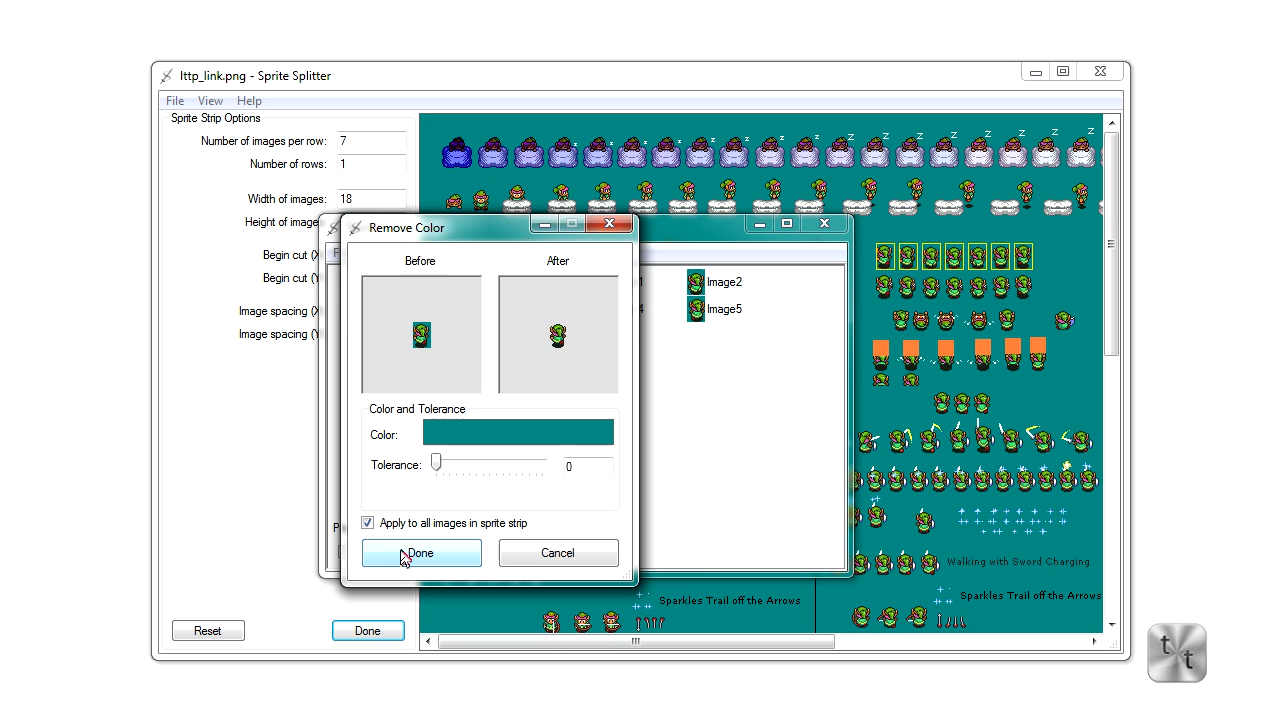 lttp_link.png - Sprite Splitter
File View Help
Sprite Strip Options
Number of images per row: 7
Number of rows: 1
Width of images: 18
Height of image
Begin cut (X
Begin cut (Y
Image spacing (X
Image spacing (Y
Remove Color
Before After
Image2
Image5
Color and Tolerance
Color:
Tolerance: 0
Apply to all images in sprite strip
Done Cancel
Reset Done
Walking with Sword Charging
Sparkles Trail off the Arrows
Sparkles Trail off the Arrows
t t